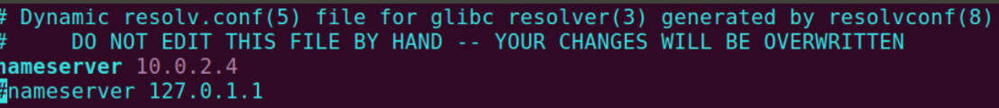 # Dynamic resolv.conf(5) file for glibc resolver(3) generated by resolvconf(8)
#     DO NOT EDIT THIS FILE BY HAND -- YOUR CHANGES WILL BE OVERWRITTEN
nameserver 10.0.2.4
#nameserver 127.0.1.1